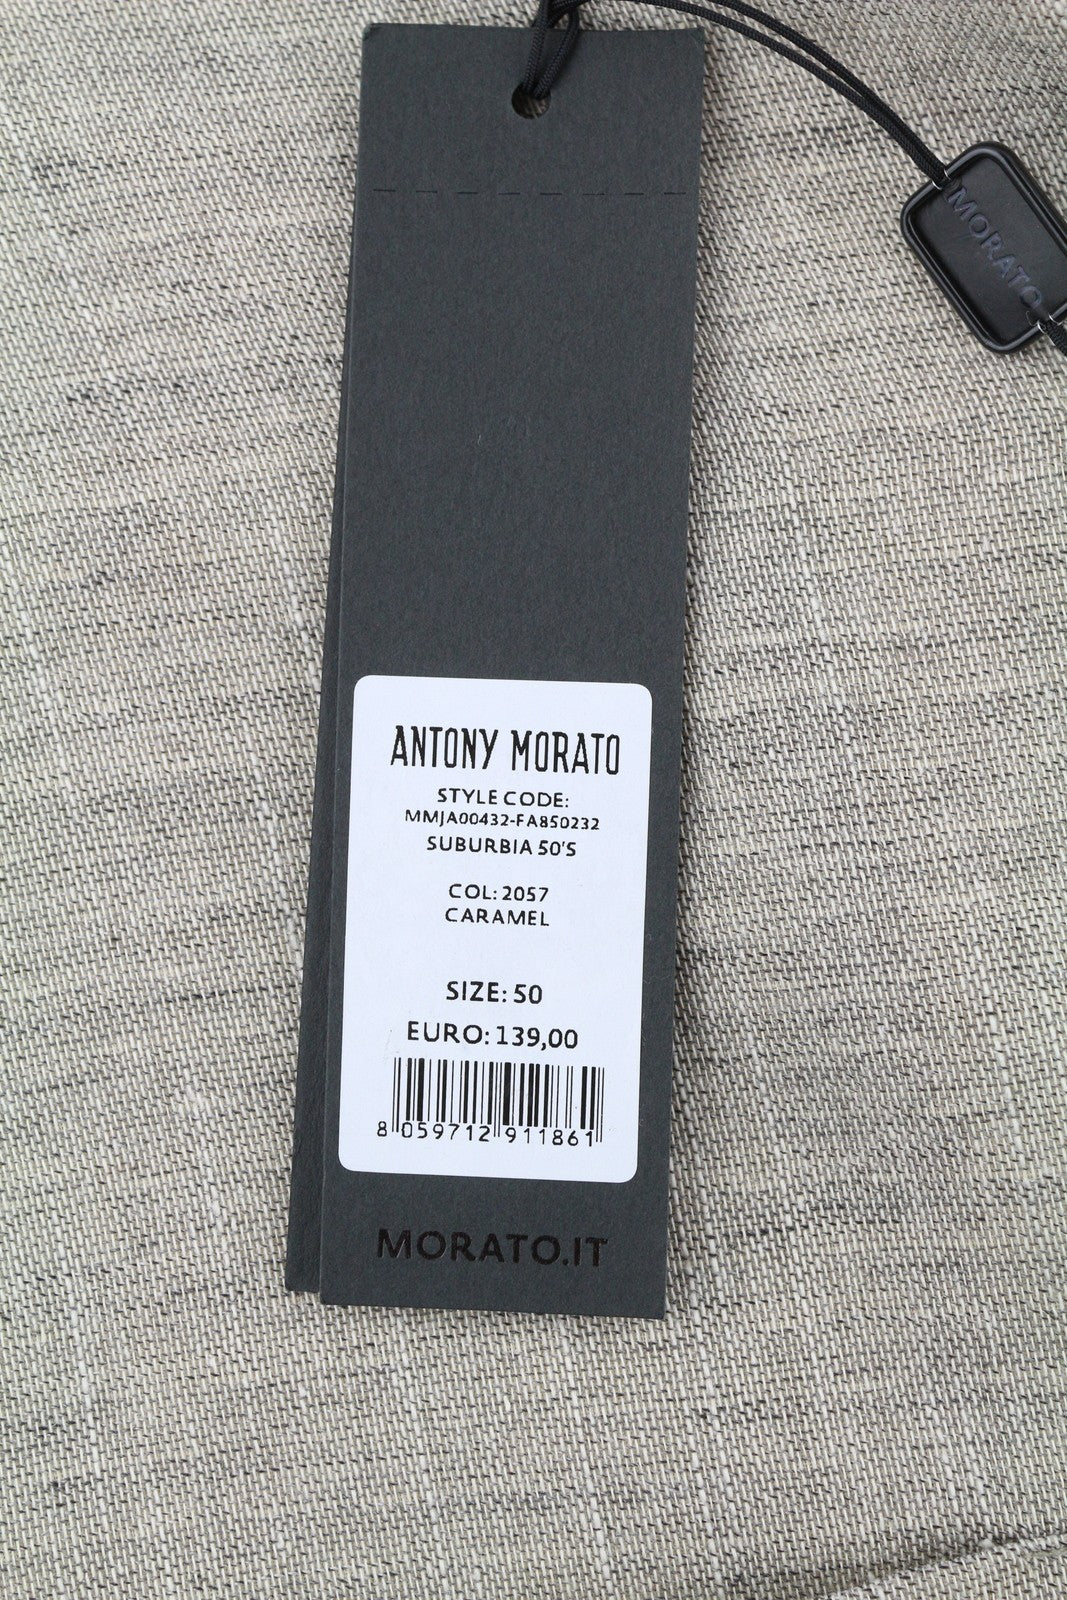 MORATO
ANTONY MORATO
STYLE CODE:
MMJA00432-FA850232
SUBURBIA 50'S
COL: 2057
CARAMEL
SIZE: 50
EURO: 139,00
8 059712 911861
MORATO.IT